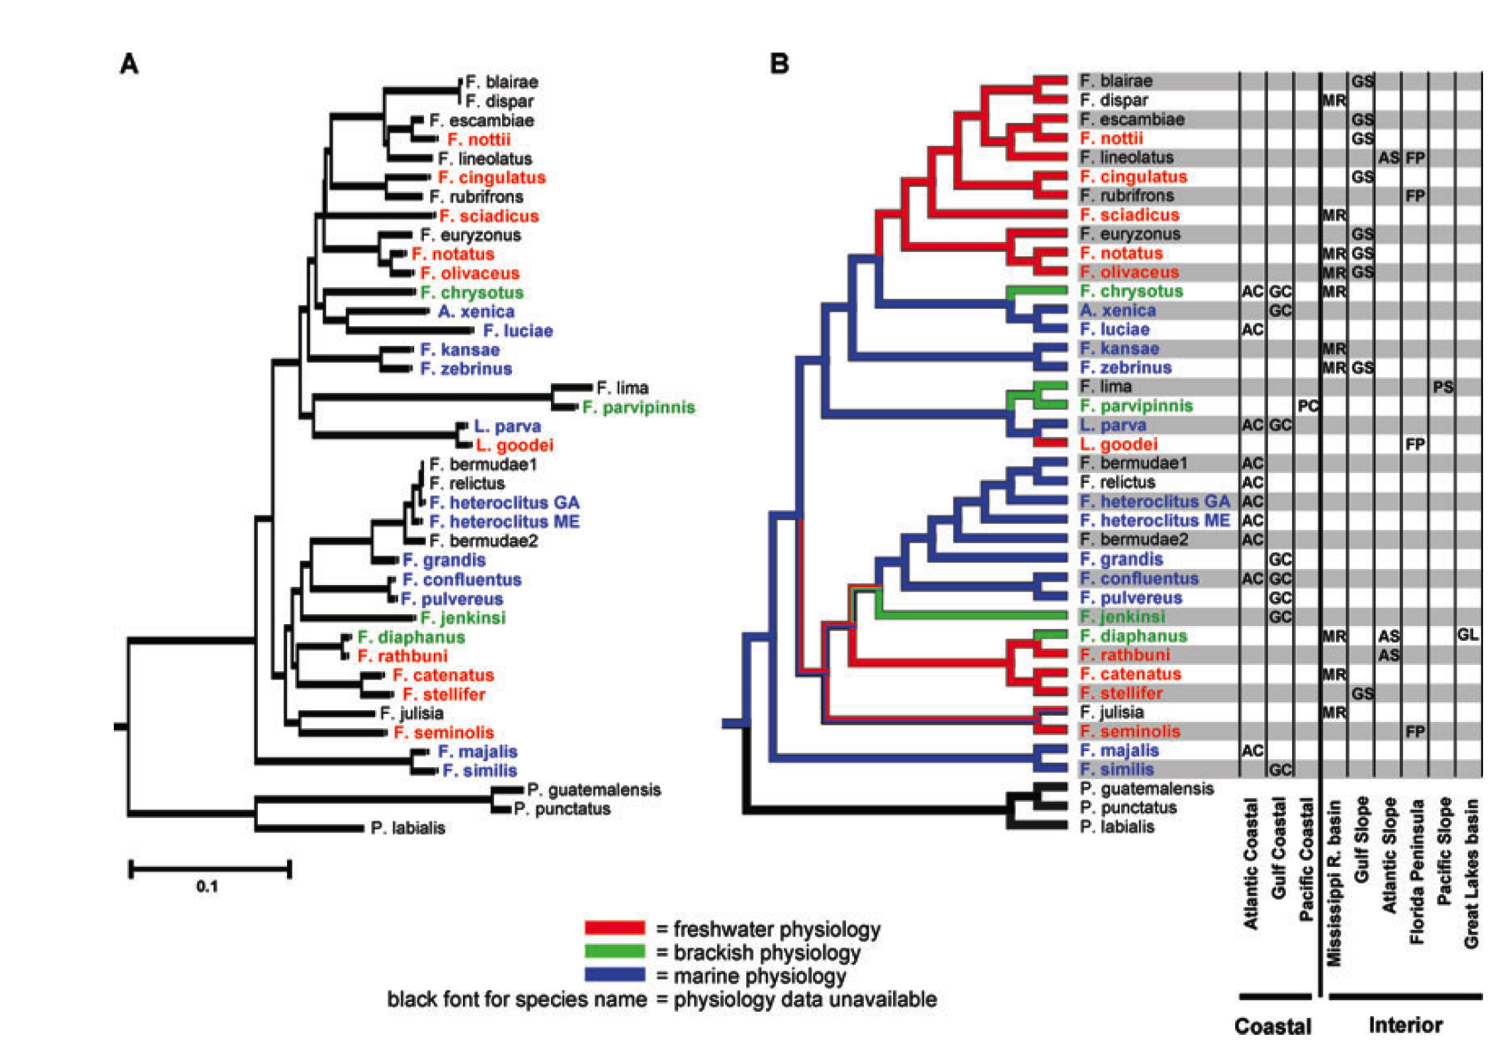 A
F. blairae
F. dispar
F. escambiae
F. nottii
F. lineolatus
F. cingulatus
F. rubrifrons
F. sciadicus
F. euryzonus
F. notatus
F. olivaceus
F. chrysotus
A. xenica
F. luciae
F. kansae
F. zebrinus
F. lima
F. parvipinnis
L. parva
L. goodei
F. bermudae1
F. relictus
F. heteroclitus GA
F. heteroclitus ME
F. bermudae2
F. grandis
F. confluentus
F. pulvereus
F. jenkinsi
F. diaphanus
F. rathbuni
F. catenatus
F. stellifer
F. julisia
F. seminolis
F. majalis
F. similis
P. guatemalensis
P. punctatus
P. labialis
0.1
B
F. blairae GS
F. dispar MR
F. escambiae GS
F. nottii GS
F. lineolatus AS FP
F. cingulatus GS
F. rubrifrons FP
F. sciadicus MR
F. euryzonus GS
F. notatus MR GS
F. olivaceus MR GS
F. chrysotus AC GC MR
A. xenica GC
F. luciae AC
F. kansae MR
F. zebrinus MR GS
F. lima PS
F. parvipinnis PC
L. parva AC GC
L. goodei FP
F. bermudae1 AC
F. relictus AC
F. heteroclitus GA AC
F. heteroclitus ME AC
F. bermudae2 AC
F. grandis GC
F. confluentus AC GC
F. pulvereus GC
F. jenkinsi GC
F. diaphanus MR AS GL
F. rathbuni AS
F. catenatus MR
F. stellifer GS
F. julisia MR
F. seminolis FP
F. majalis AC
F. similis GC
P. guatemalensis
P. punctatus
P. labialis
Atlantic Coastal
Gulf Coastal
Pacific Coastal
Mississippi R. basin
Gulf Slope
Atlantic Slope
Florida Peninsula
Pacific Slope
Great Lakes basin
Coastal
Interior
= freshwater physiology
= brackish physiology
= marine physiology
black font for species name = physiology data unavailable